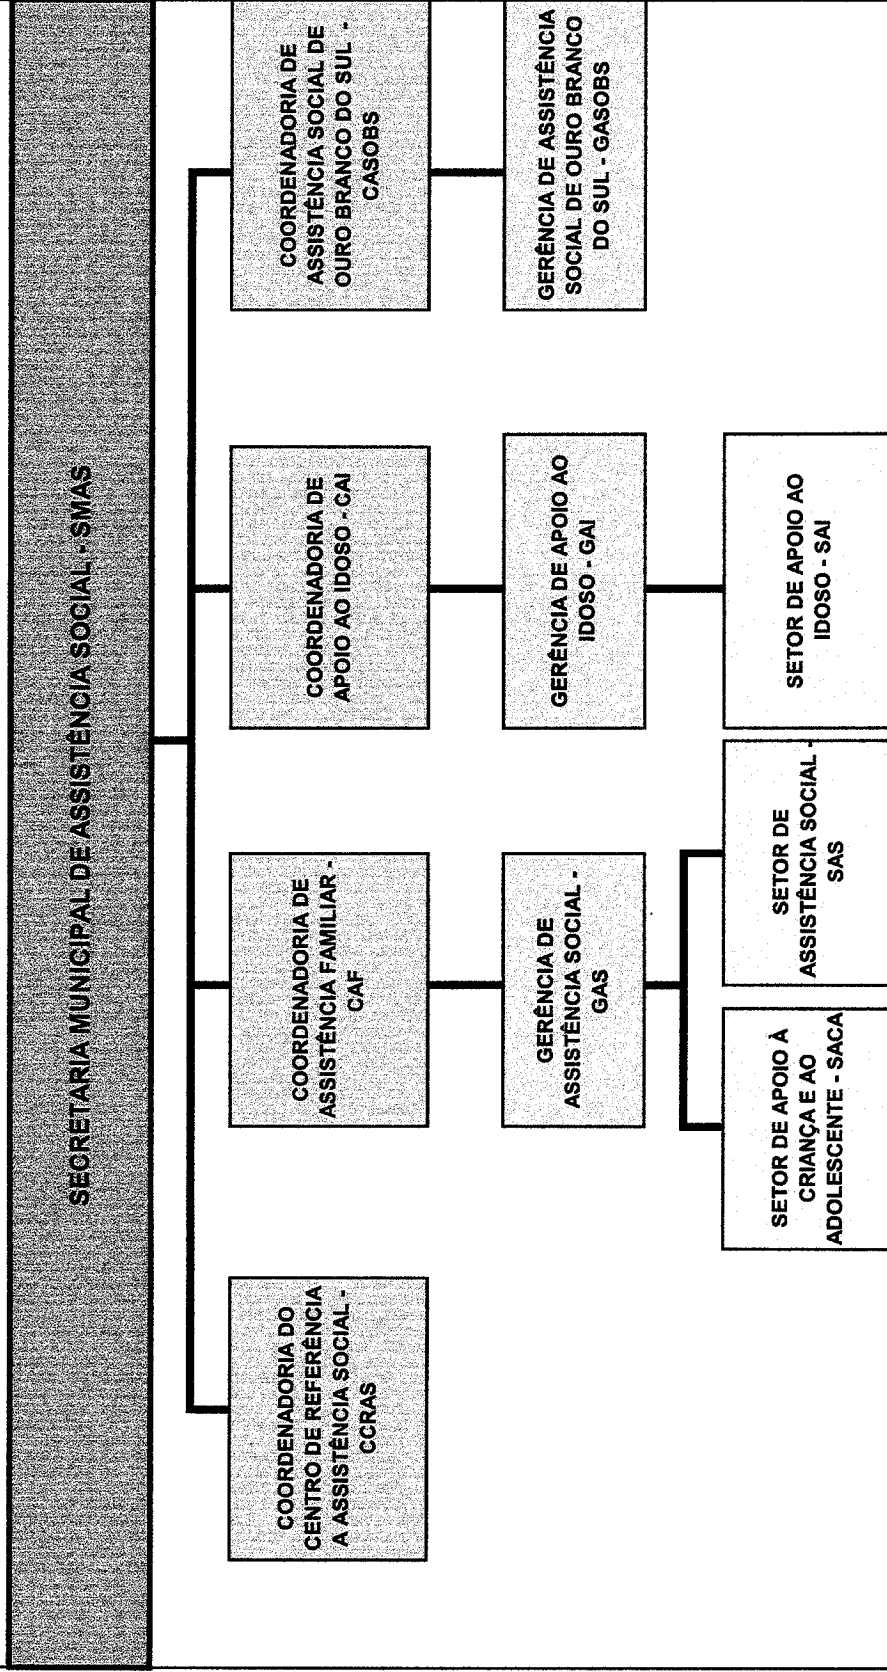 SECRETARIA MUNICIPAL DE ASSISTÊNCIA SOCIAL - SMAS
COORDENADORIA DO
CENTRO DE REFERÊNCIA
A ASSISTÊNCIA SOCIAL -
CCRAS
COORDENADORIA DE
ASSISTÊNCIA FAMILIAR -
CAF
COORDENADORIA DE
APOIO AO IDOSO - CAI
COORDENADORIA DE
ASSISTÊNCIA SOCIAL DE
OURO BRANCO DO SUL -
CASOBS
GERÊNCIA DE
ASSISTÊNCIA SOCIAL -
GAS
GERÊNCIA DE APOIO AO
IDOSO - GAI
GERÊNCIA DE ASSISTÊNCIA
SOCIAL DE OURO BRANCO
DO SUL - GASOBS
SETOR DE APOIO À
CRIANÇA E AO
ADOLESCENTE - SACA
SETOR DE
ASSISTÊNCIA SOCIAL -
SAS
SETOR DE APOIO AO
IDOSO - SAI